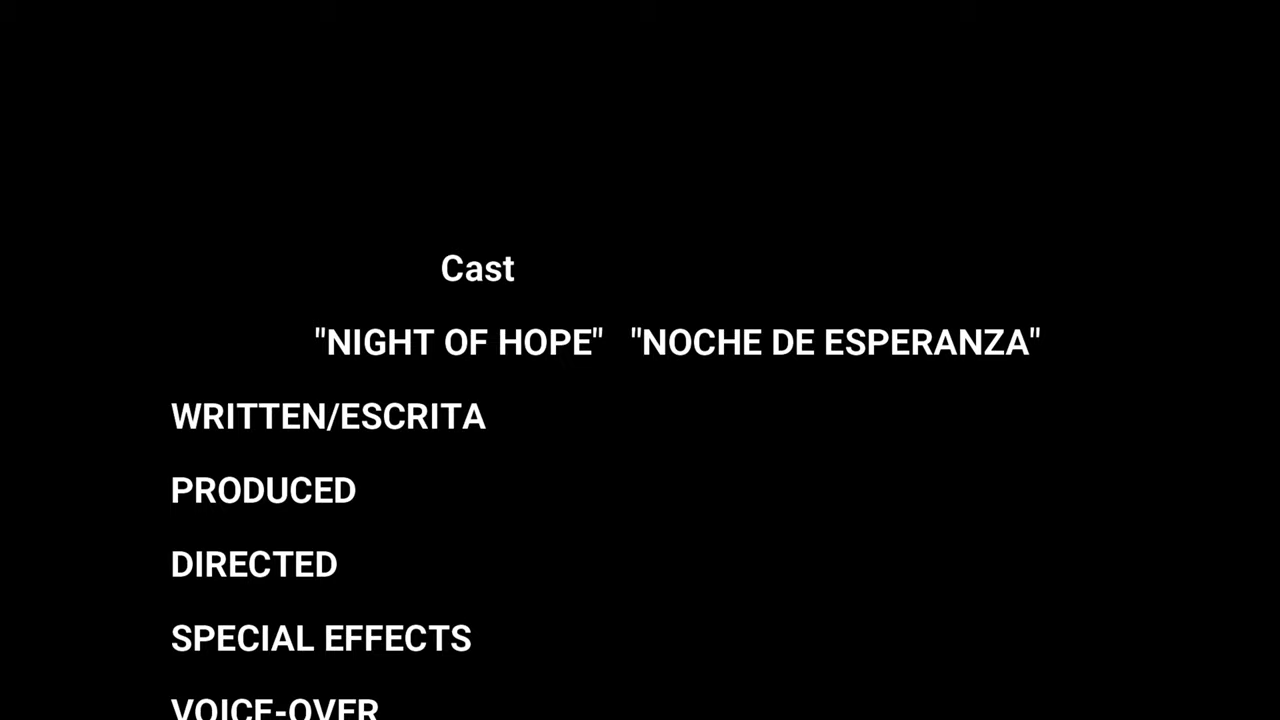 Cast
"NIGHT OF HOPE" "NOCHE DE ESPERANZA"
WRITTEN/ESCRITA
PRODUCED
DIRECTED
SPECIAL EFFECTS
VOICE-OVER